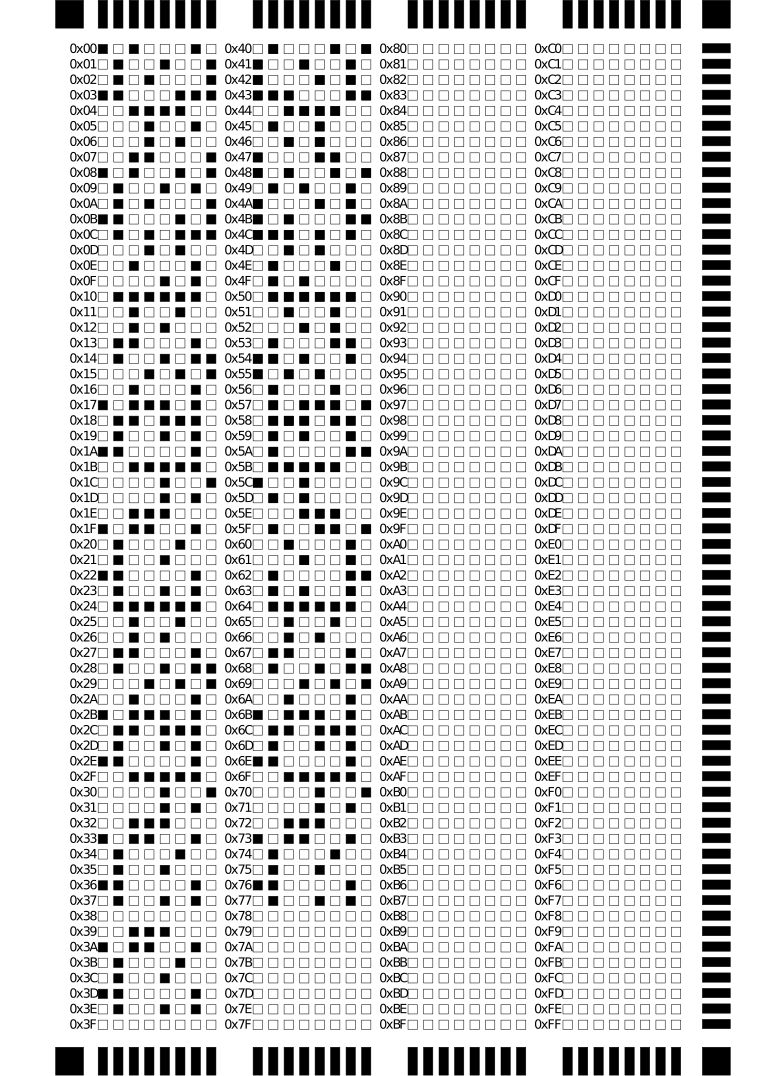 0x00 0x40 0x80 0xC0
0x01 0x41 0x81 0xC1
0x02 0x42 0x82 0xC2
0x03 0x43 0x83 0xC3
0x04 0x44 0x84 0xC4
0x05 0x45 0x85 0xC5
0x06 0x46 0x86 0xC6
0x07 0x47 0x87 0xC7
0x08 0x48 0x88 0xC8
0x09 0x49 0x89 0xC9
0x0A 0x4A 0x8A 0xCA
0x0B 0x4B 0x8B 0xCB
0x0C 0x4C 0x8C 0xCC
0x0D 0x4D 0x8D 0xCD
0x0E 0x4E 0x8E 0xCE
0x0F 0x4F 0x8F 0xCF
0x10 0x50 0x90 0xD0
0x11 0x51 0x91 0xD1
0x12 0x52 0x92 0xD2
0x13 0x53 0x93 0xD3
0x14 0x54 0x94 0xD4
0x15 0x55 0x95 0xD5
0x16 0x56 0x96 0xD6
0x17 0x57 0x97 0xD7
0x18 0x58 0x98 0xD8
0x19 0x59 0x99 0xD9
0x1A 0x5A 0x9A 0xDA
0x1B 0x5B 0x9B 0xDB
0x1C 0x5C 0x9C 0xDC
0x1D 0x5D 0x9D 0xDD
0x1E 0x5E 0x9E 0xDE
0x1F 0x5F 0x9F 0xDF
0x20 0x60 0xA0 0xE0
0x21 0x61 0xA1 0xE1
0x22 0x62 0xA2 0xE2
0x23 0x63 0xA3 0xE3
0x24 0x64 0xA4 0xE4
0x25 0x65 0xA5 0xE5
0x26 0x66 0xA6 0xE6
0x27 0x67 0xA7 0xE7
0x28 0x68 0xA8 0xE8
0x29 0x69 0xA9 0xE9
0x2A 0x6A 0xAA 0xEA
0x2B 0x6B 0xAB 0xEB
0x2C 0x6C 0xAC 0xEC
0x2D 0x6D 0xAD 0xED
0x2E 0x6E 0xAE 0xEE
0x2F 0x6F 0xAF 0xEF
0x30 0x70 0xB0 0xF0
0x31 0x71 0xB1 0xF1
0x32 0x72 0xB2 0xF2
0x33 0x73 0xB3 0xF3
0x34 0x74 0xB4 0xF4
0x35 0x75 0xB5 0xF5
0x36 0x76 0xB6 0xF6
0x37 0x77 0xB7 0xF7
0x38 0x78 0xB8 0xF8
0x39 0x79 0xB9 0xF9
0x3A 0x7A 0xBA 0xFA
0x3B 0x7B 0xBB 0xFB
0x3C 0x7C 0xBC 0xFC
0x3D 0x7D 0xBD 0xFD
0x3E 0x7E 0xBE 0xFE
0x3F 0x7F 0xBF 0xFF